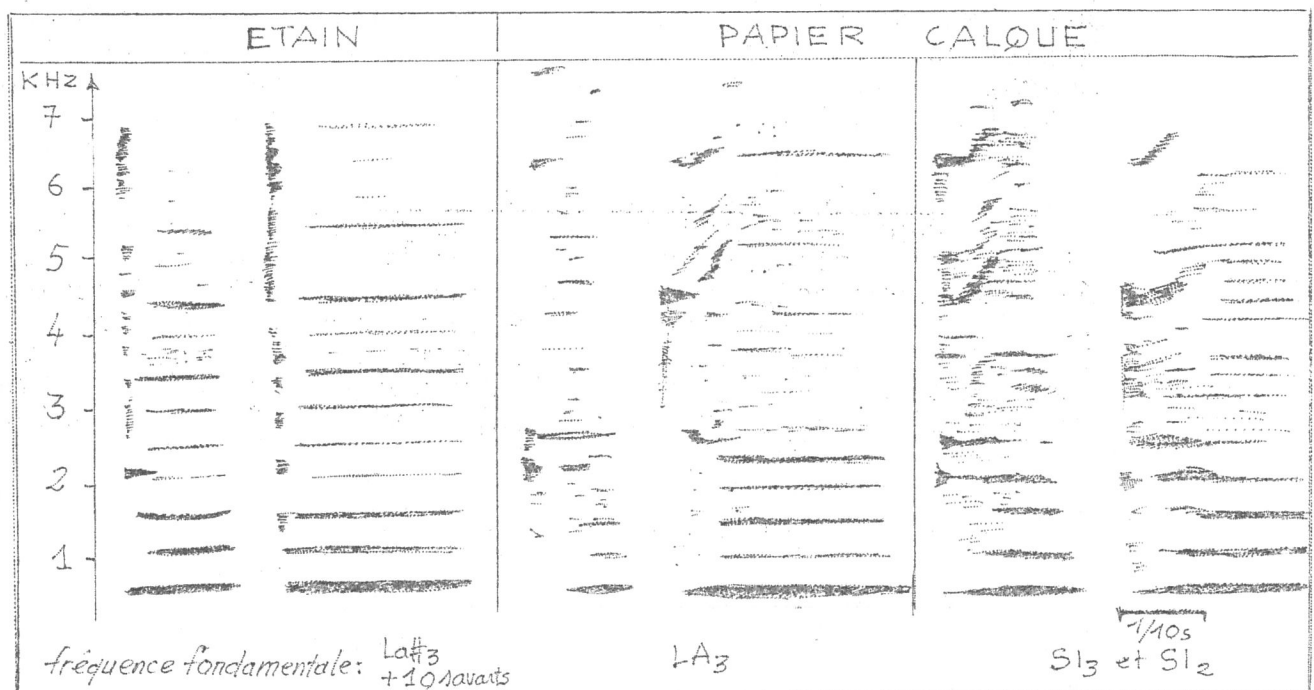 ETAIN
PAPIER CALQUE
KHz
7
6
5
4
3
2
1
1/10s
fréquence fondamentale: La#3 +10 savarts
LA3
SI3 et SI2